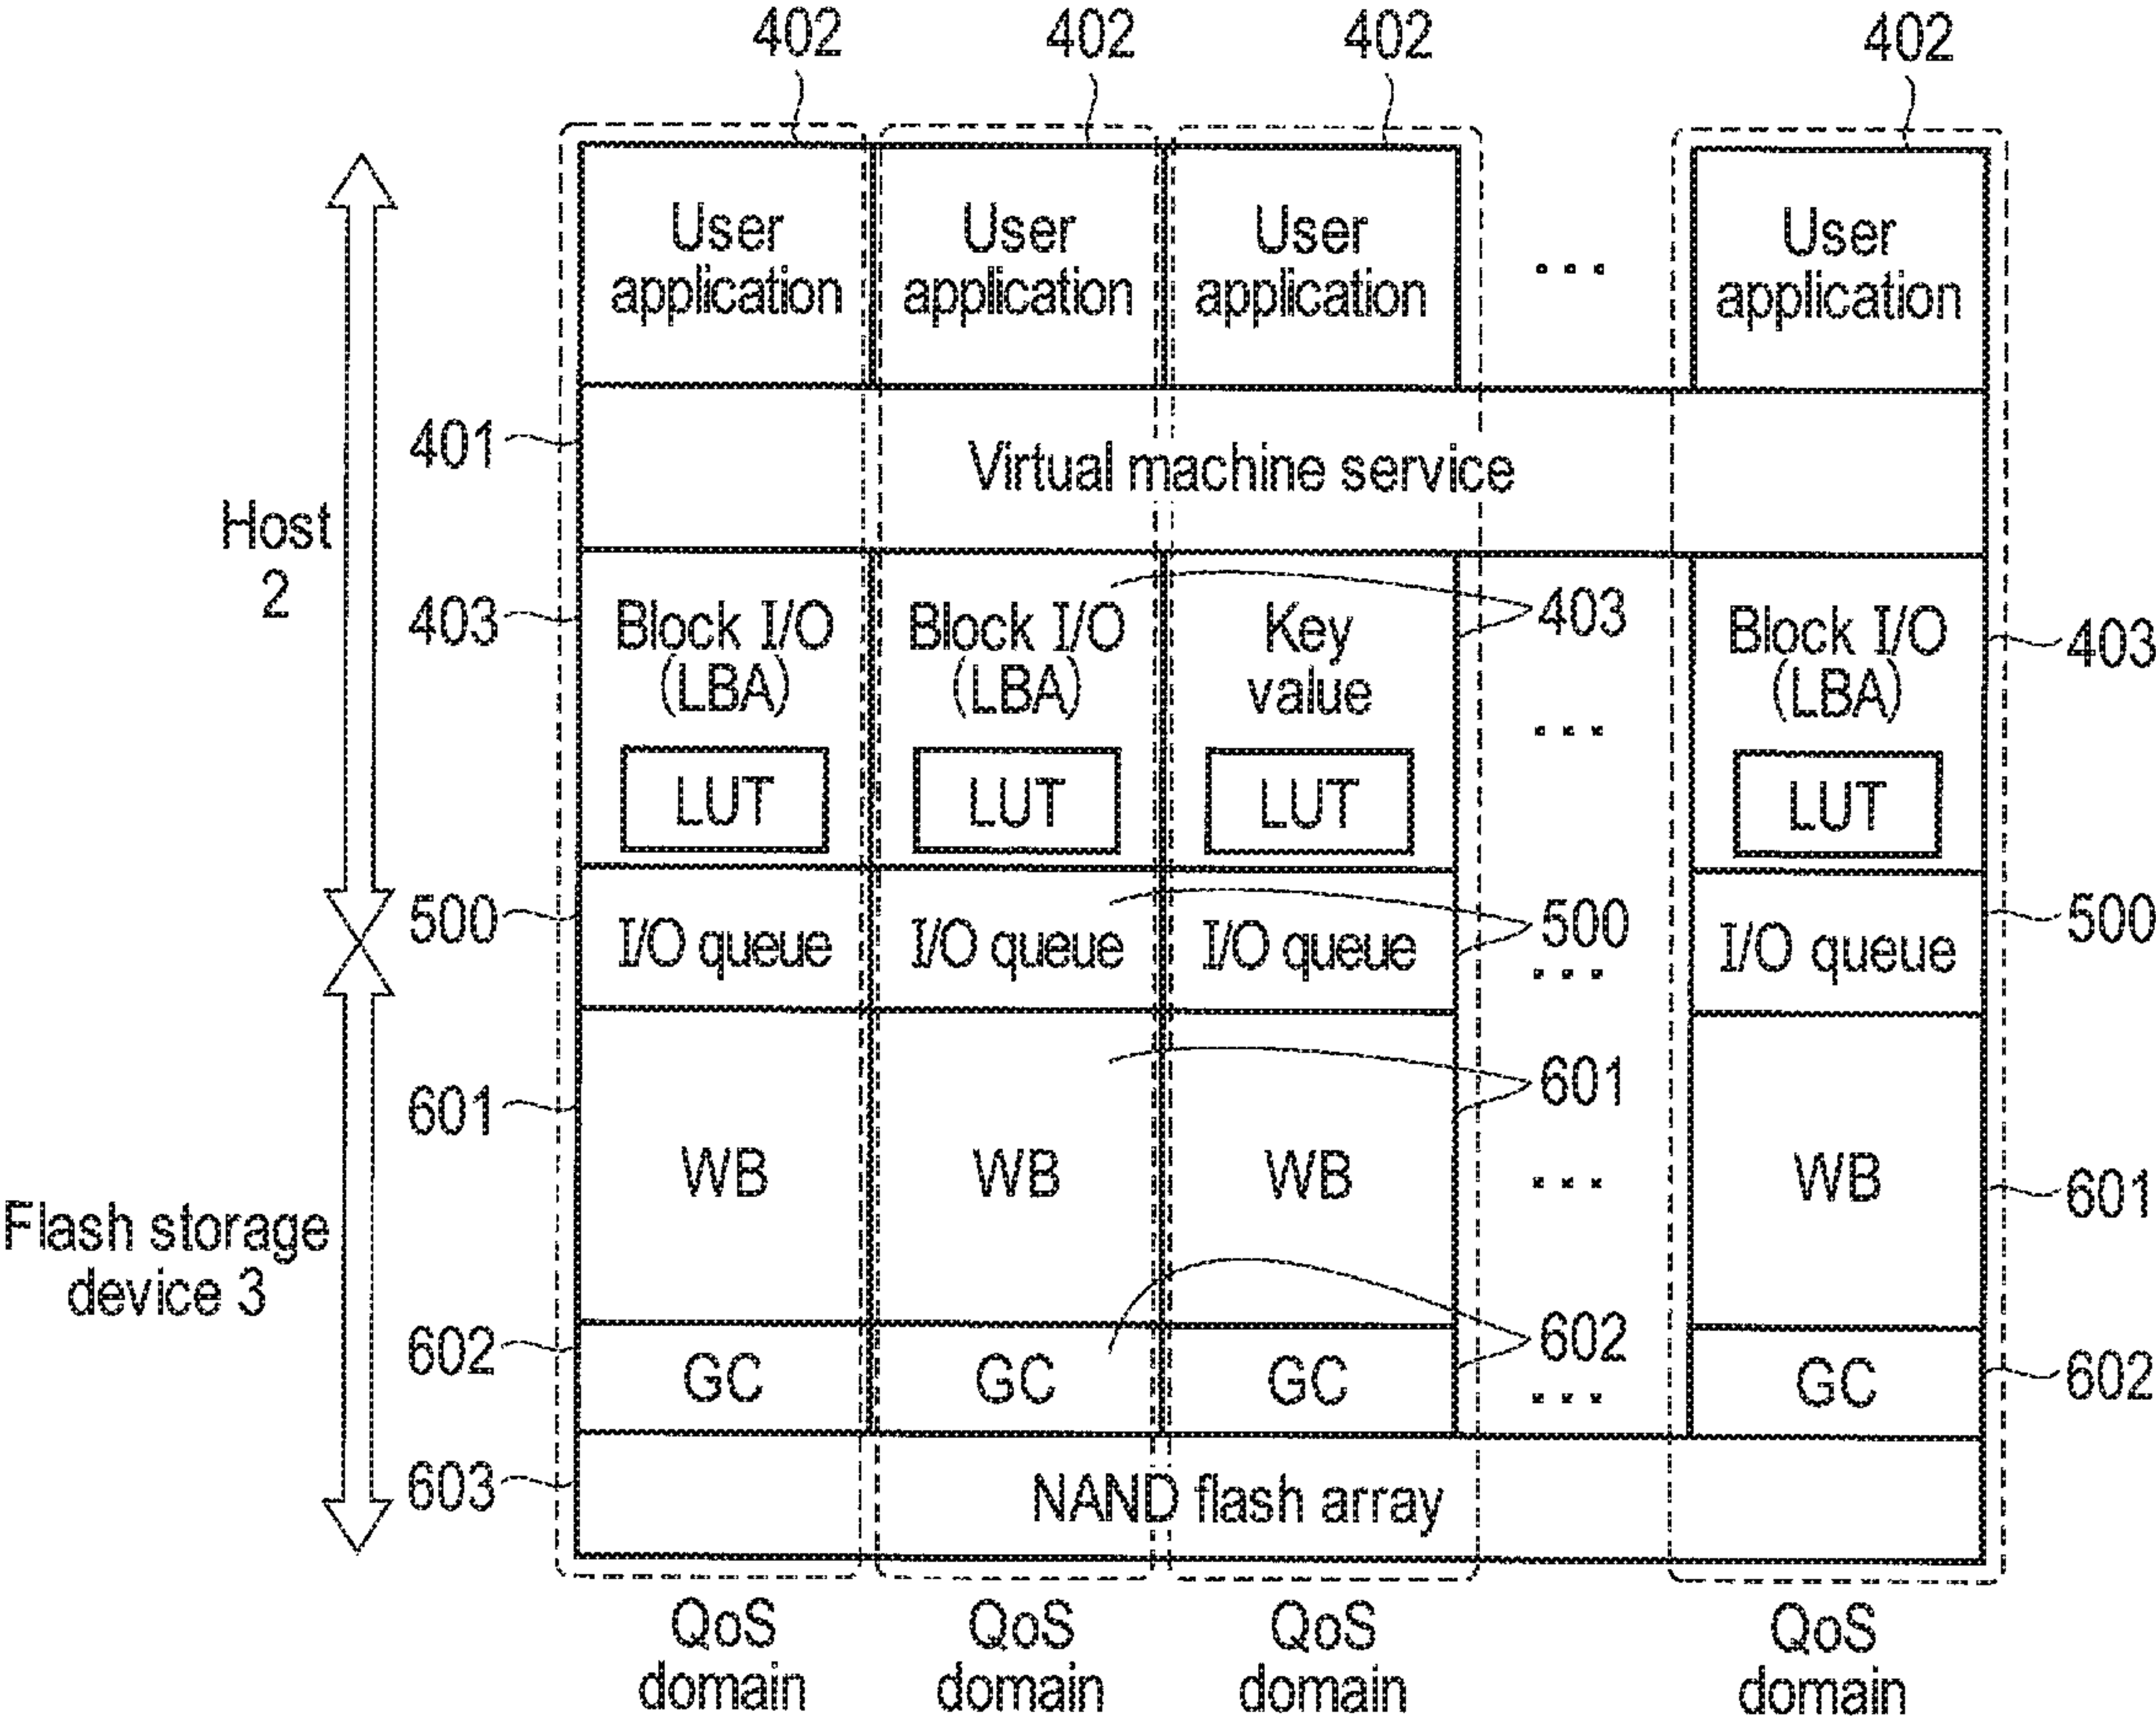 402 402 402 402
User application User application User application ... User application
401 Virtual machine service
Host 2
403 Block I/O (LBA) Block I/O (LBA) Key value 403 Block I/O (LBA) 403
...
LUT LUT LUT LUT
500 I/O queue I/O queue I/O queue 500 ... I/O queue 500
601 601
WB WB WB ... WB 601
Flash storage device 3
602 GC GC GC 602 ... GC 602
603 NAND flash array
QoS domain QoS domain QoS domain QoS domain